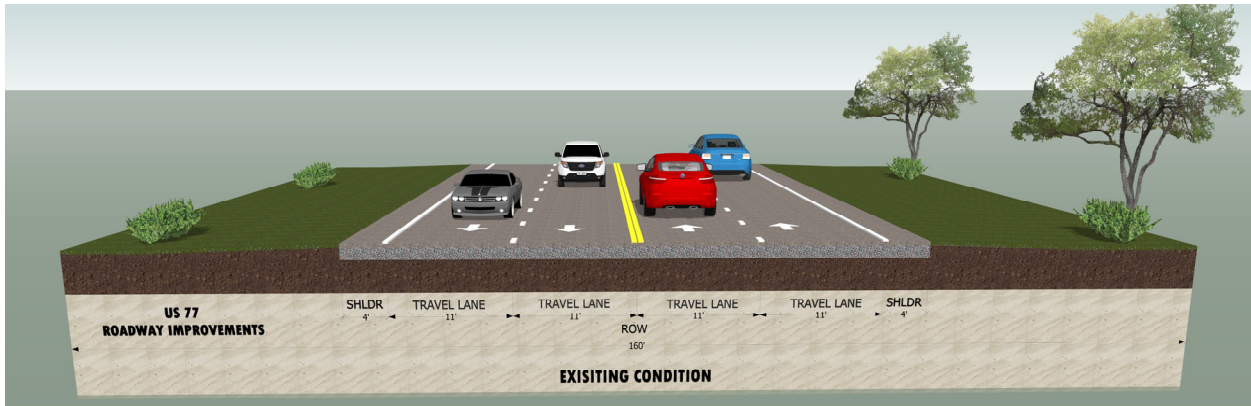 US 77
ROADWAY IMPROVEMENTS
SHLDR TRAVEL LANE TRAVEL LANE TRAVEL LANE TRAVEL LANE SHLDR
4' 11' 11' 11' 11' 4'
ROW
160'
EXISITING CONDITION